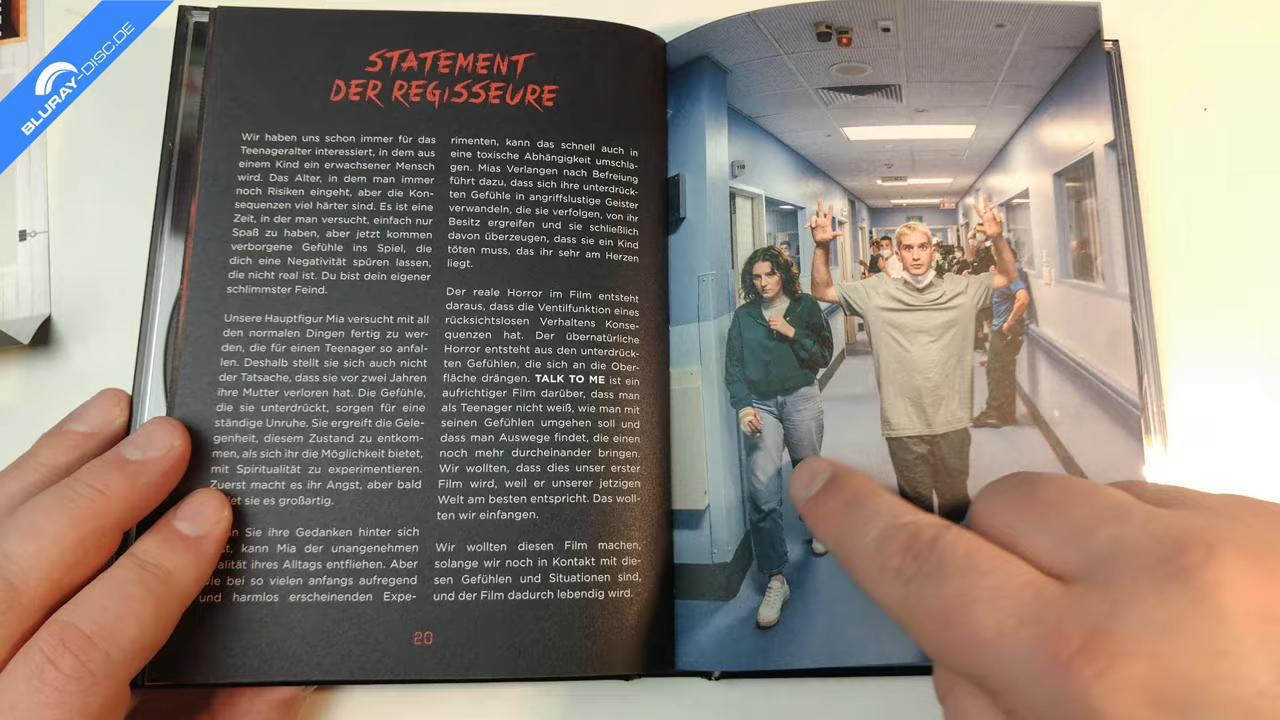 BLURAY-DISC.DE
STATEMENT
DER REGISSEURE
Wir haben uns schon immer für das
Teenageralter interessiert, in dem aus
einem Kind ein erwachsener Mensch
wird. Das Alter, in dem man immer
noch Risiken eingeht, aber die Kon-
sequenzen viel härter sind. Es ist eine
Zeit, in der man versucht, einfach nur
Spaß zu haben, aber jetzt kommen
verborgene Gefühle ins Spiel, die
dich eine Negativität spüren lassen,
die nicht real ist. Du bist dein eigener
schlimmster Feind.
Unsere Hauptfigur Mia versucht mit all
den normalen Dingen fertig zu wer-
den, die für einen Teenager so anfal-
len. Deshalb stellt sie sich auch nicht
der Tatsache, dass sie vor zwei Jahren
ihre Mutter verloren hat. Die Gefühle,
die sie unterdrückt, sorgen für eine
ständige Unruhe. Sie ergreift die Gele-
genheit, diesem Zustand zu entkom-
men, als sich ihr die Möglichkeit bietet,
mit Spiritualität zu experimentieren.
Zuerst macht es ihr Angst, aber bald
sie es großartig.
Sie ihre Gedanken hinter sich
kann Mia der unangenehmen
ihres Alltags entfliehen. Aber
wie bei so vielen anfangs aufregend
und harmlos erscheinenden Expe-
rimenten, kann das schnell auch in
eine toxische Abhängigkeit umschla-
gen. Mias Verlangen nach Befreiung
führt dazu, dass sich ihre unterdrück-
ten Gefühle in angriffslustige Geister
verwandeln, die sie verfolgen, von ihr
Besitz ergreifen und sie schließlich
davon überzeugen, dass sie ein Kind
töten muss, das ihr sehr am Herzen
liegt.
Der reale Horror im Film entsteht
daraus, dass die Ventilfunktion eines
rücksichtslosen Verhaltens Konse-
quenzen hat. Der übernatürliche
Horror entsteht aus den unterdrück-
ten Gefühlen, die sich an die Ober-
fläche drängen. TALK TO ME ist ein
aufrichtiger Film darüber, dass man
als Teenager nicht weiß, wie man mit
seinen Gefühlen umgehen soll und
dass man Auswege findet, die einen
noch mehr durcheinander bringen.
Wir wollten, dass dies unser erster
Film wird, weil er unserer jetzigen
Welt am besten entspricht. Das woll-
ten wir einfangen.
Wir wollten diesen Film machen,
solange wir noch in Kontakt mit die-
sen Gefühlen und Situationen sind,
und der Film dadurch lebendig wird.
20